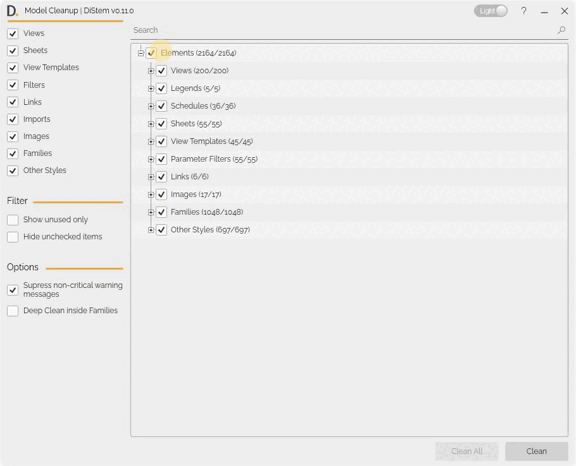 D. Model Cleanup | DiStem v0.11.0
Light
?
Views
Sheets
View Templates
Filters
Links
Imports
Images
Families
Other Styles
Filter
Show unused only
Hide unchecked items
Options
Supress non-critical warning
messages
Deep Clean inside Families
Search
Elements (2164/2164)
Views (200/200)
Legends (5/5)
Schedules (36/36)
Sheets (55/55)
View Templates (45/45)
Parameter Filters (55/55)
Links (6/6)
Images (17/17)
Families (1048/1048)
Other Styles (697/697)
Clean All
Clean